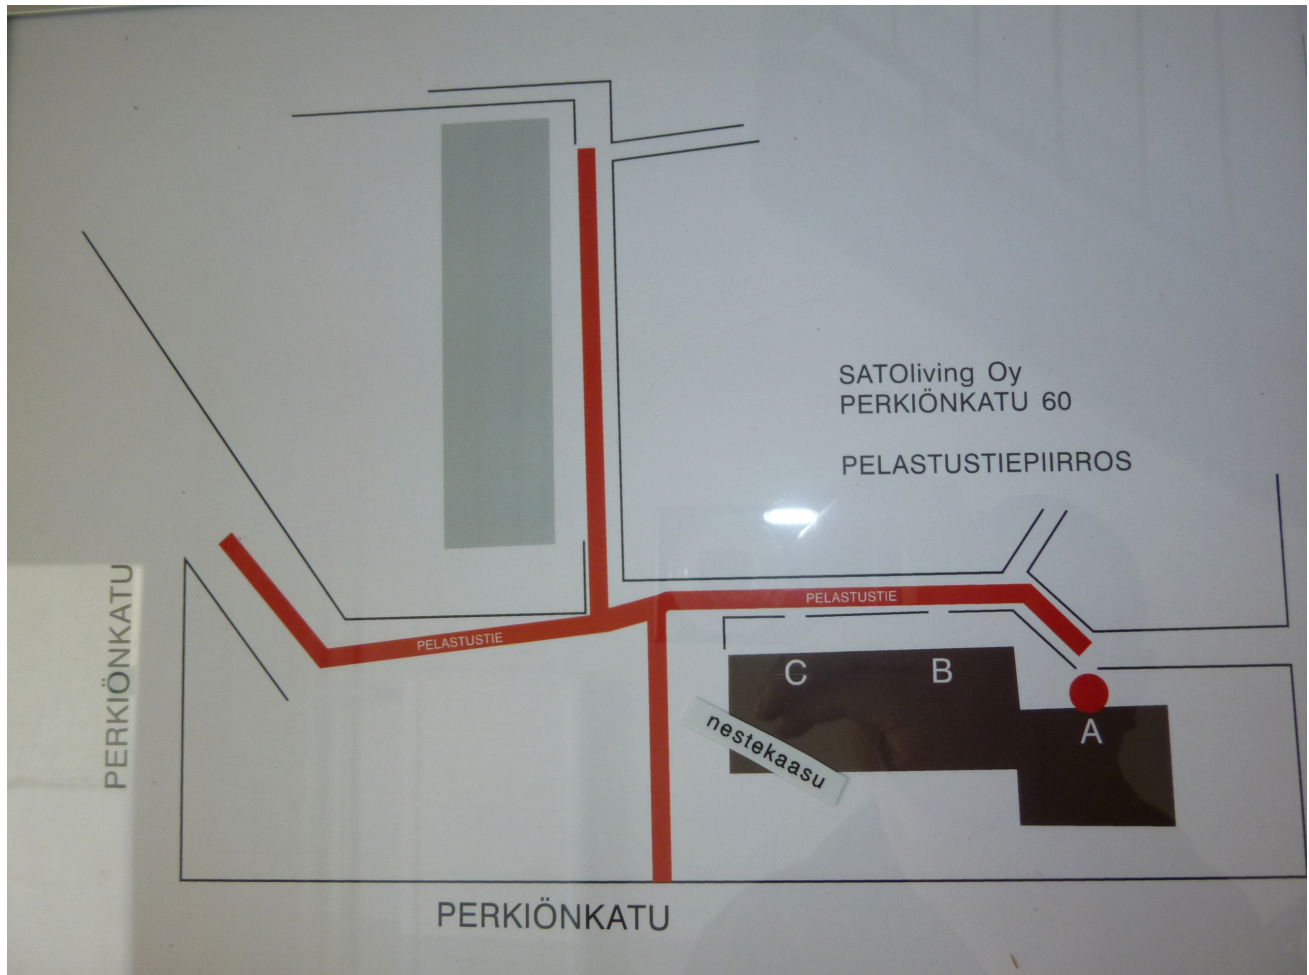 SATOliving Oy
PERKIÖNKATU 60
PELASTUSTIEPIIRROS
PERKIÖNKATU
PELASTUSTIE
PELASTUSTIE
C
B
A
nestekaasu
PERKIÖNKATU